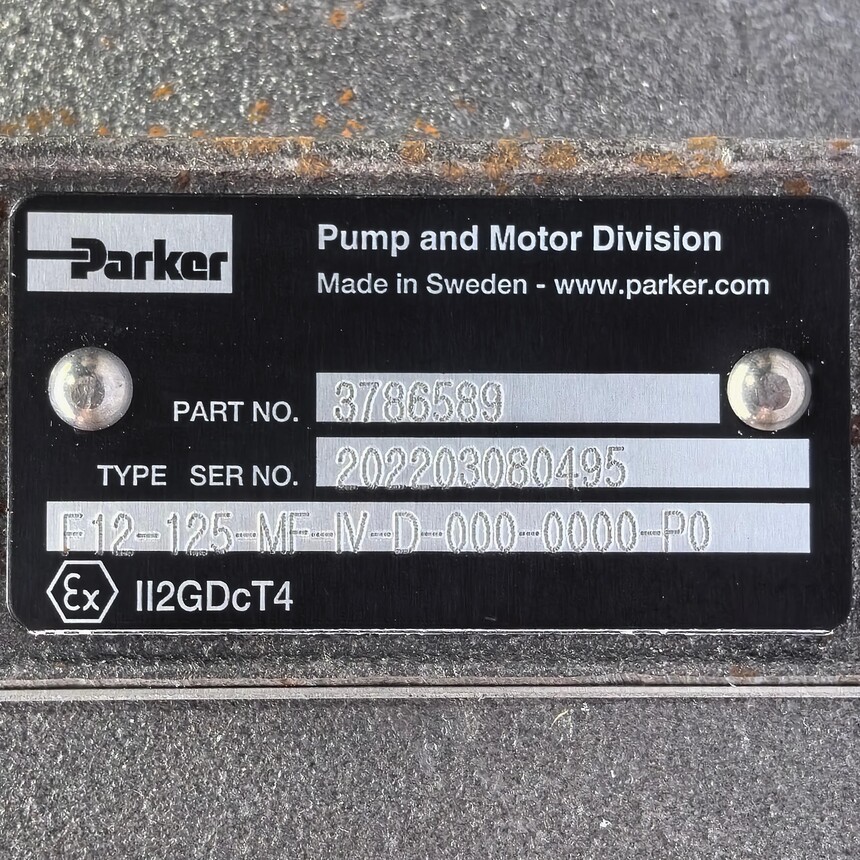 Parker
Pump and Motor Division
Made in Sweden - www.parker.com
PART NO. 3786589
TYPE SER NO. 202203080495
F12-125-MF-IV-D-000-0000-P0
Ex II2GDcT4